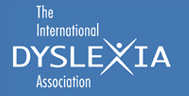 The
International
DYSLEXIA
Association